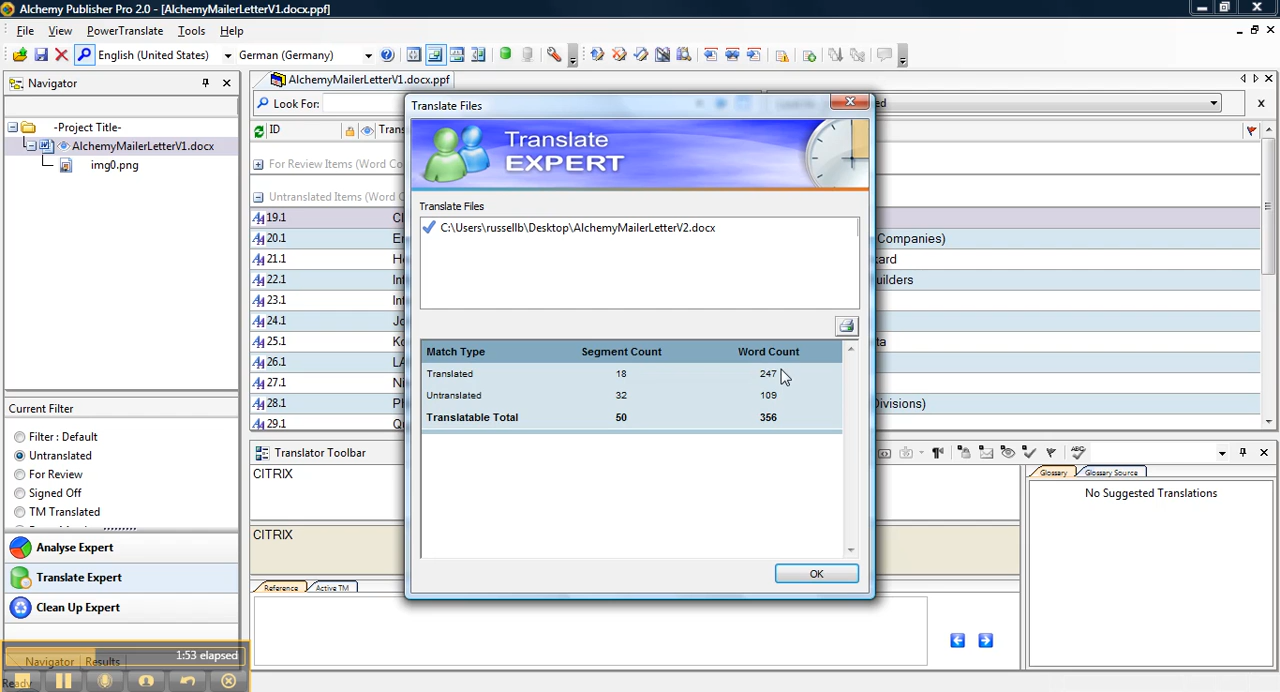 Alchemy Publisher Pro 2.0 - [AlchemyMailerLetterV1.docx.ppf]
File View PowerTranslate Tools Help
English (United States) German (Germany)
Navigator
-Project Title-
AlchemyMailerLetterV1.docx
img0.png
AlchemyMailerLetterV1.docx.ppf
Look For:
ID
For Review Items (Word
Untranslated Items (Word
19.1
20.1 Companies)
21.1
22.1 uilders
23.1
24.1
25.1
26.1
27.1
28.1 Divisions)
29.1
Translate Files
Translate
EXPERT
Translate Files
C:\Users\russellb\Desktop\AlchemyMailerLetterV2.docx
Match Type Segment Count Word Count
Translated 18 247
Untranslated 32 109
Translatable Total 50 356
OK
Current Filter
Filter : Default
Untranslated
For Review
Signed Off
TM Translated
Analyse Expert
Translate Expert
Clean Up Expert
1:53 elapsed
Navigator Results
Ready
Translator Toolbar
CITRIX
CITRIX
Reference Active TM
Glossary Glossary Source
No Suggested Translations